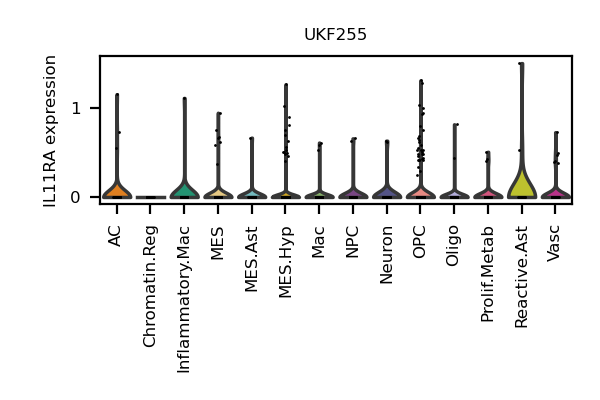 UKF255
IL11RA expression
1
0
AC
Chromatin.Reg
Inflammatory.Mac
MES
MES.Ast
MES.Hyp
Mac
NPC
Neuron
OPC
Oligo
Prolif.Metab
Reactive.Ast
Vasc